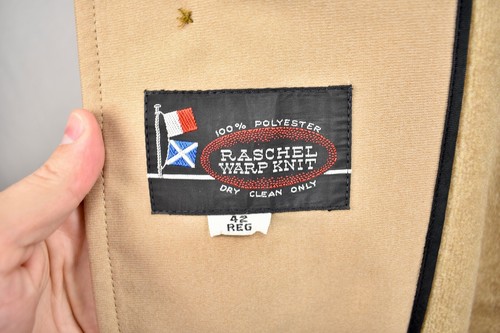 100% POLYESTER
RASCHEL
WARP KNIT
DRY CLEAN ONLY
42
REG